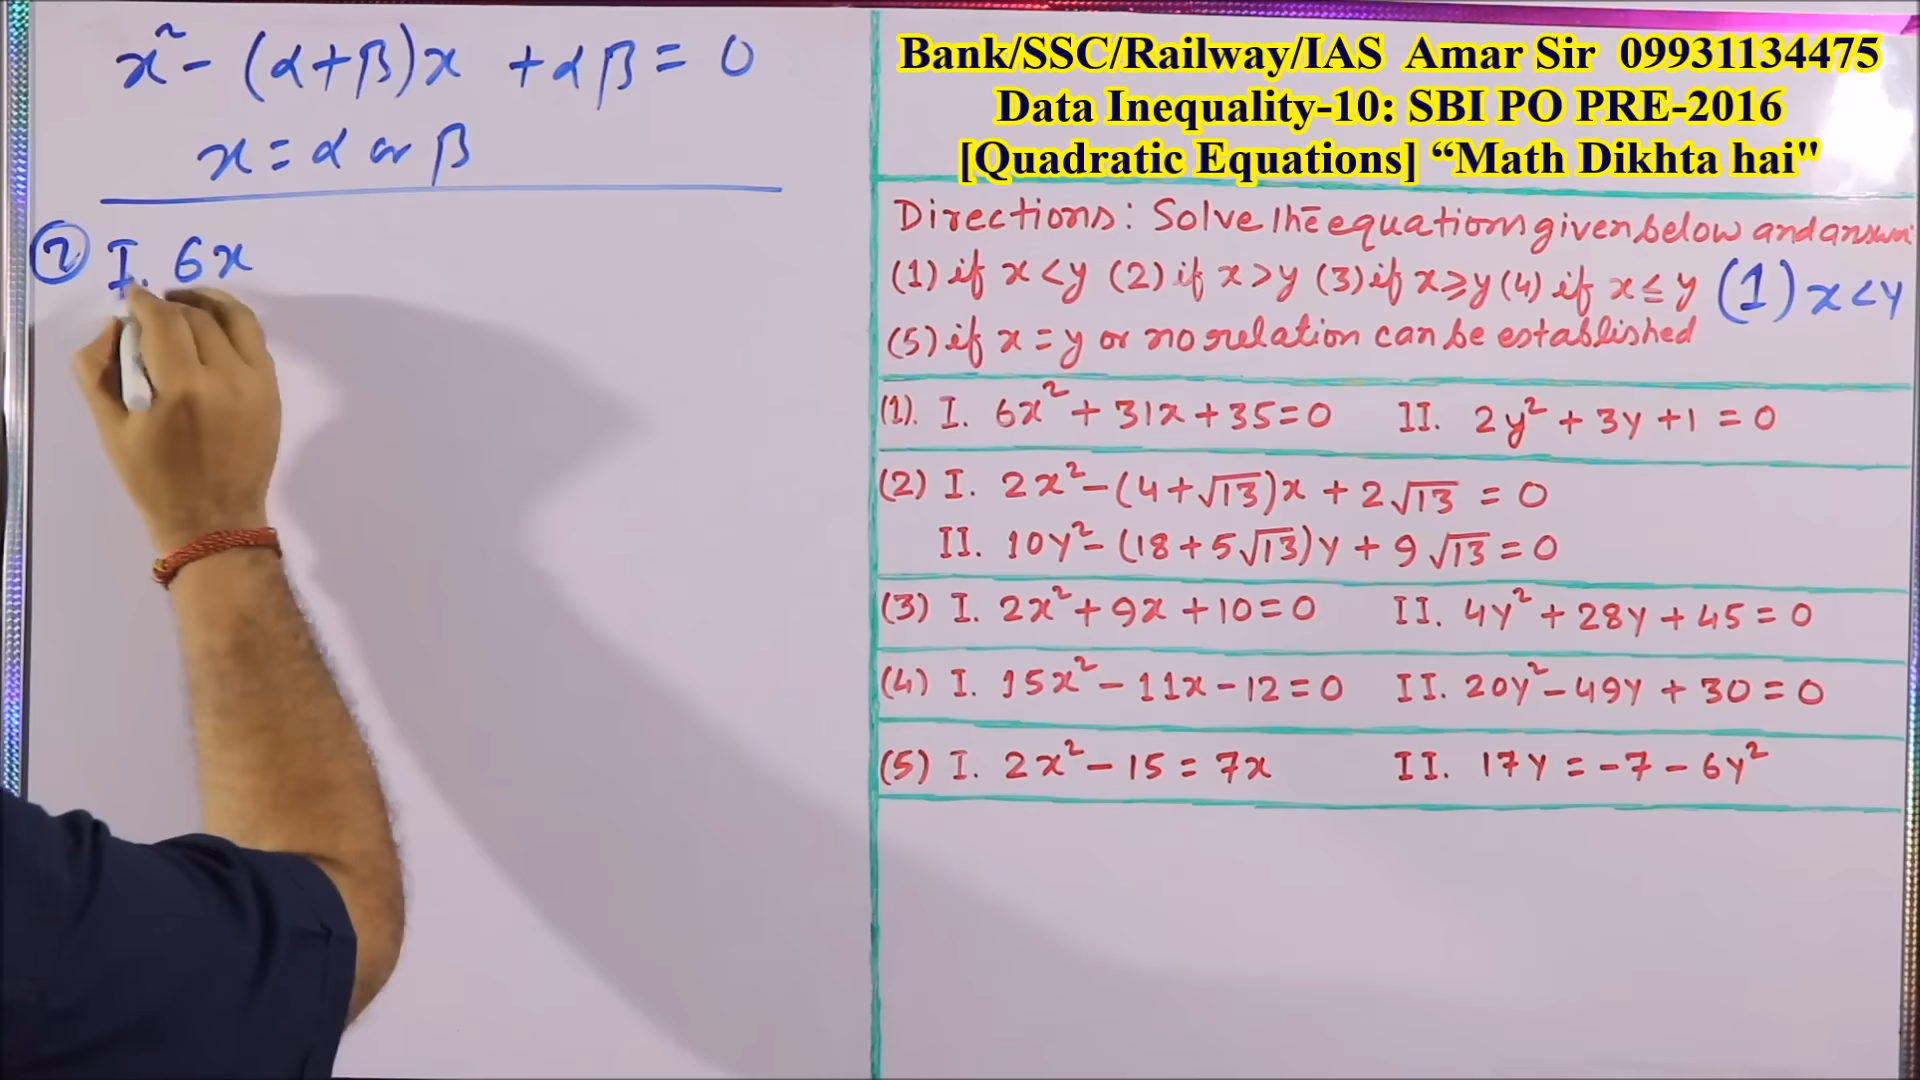 x² - (α+β)x + αβ = 0
x = α or β
② I. 6x
Bank/SSC/Railway/IAS Amar Sir 09931134475
Data Inequality-10: SBI PO PRE-2016
[Quadratic Equations] “Math Dikhta hai"
Directions: Solve the equations given below and answer:
(1) if x < y (2) if x > y (3) if x ⩾ y (4) if x ≤ y (1) x < y
(5) if x = y or no relation can be established
(1). I. 6x² + 31x + 35 = 0 II. 2y² + 3y + 1 = 0
(2) I. 2x² - (4 + √13)x + 2√13 = 0
II. 10y² - (18 + 5√13)y + 9√13 = 0
(3) I. 2x² + 9x + 10 = 0 II. 4y² + 28y + 45 = 0
(4) I. 15x² - 11x - 12 = 0 II. 20y² - 49y + 30 = 0
(5) I. 2x² - 15 = 7x II. 17y = -7 - 6y²